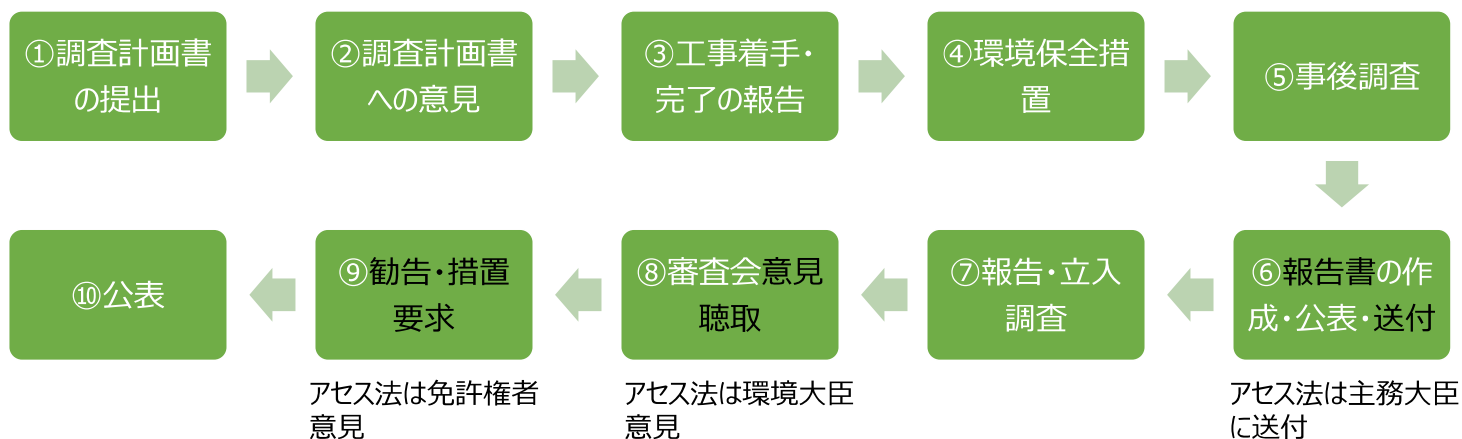 ①調査計画書
の提出
②調査計画書
への意見
③工事着手・
完了の報告
④環境保全措
置
⑤事後調査
⑥報告書の作
成・公表・送付
アセス法は主務大臣
に送付
⑦報告・立入
調査
⑧審査会意見
聴取
アセス法は環境大臣
意見
⑨勧告・措置
要求
アセス法は免許権者
意見
⑩公表